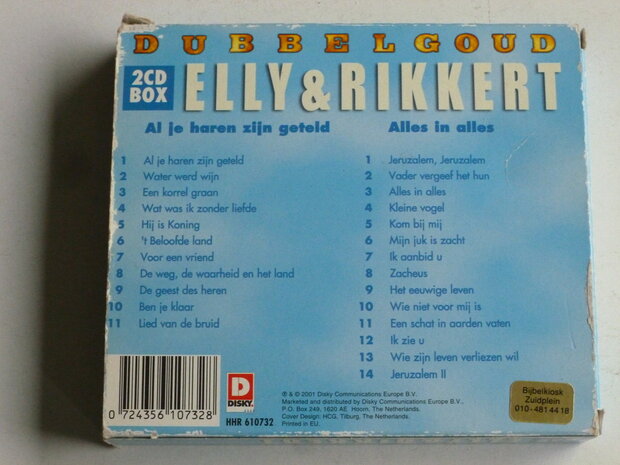 DUBBELGOUD
2CD BOX
ELLY & RIKKERT
Al je haren zijn geteld
1 Al je haren zijn geteld
2 Water werd wijn
3 Een korrel graan
4 Wat was ik zonder liefde
5 Hij is Koning
6 't Beloofde land
7 Voor een vriend
8 De weg, de waarheid en het land
9 De geest des heren
10 Ben je klaar
11 Lied van de bruid
Alles in alles
1 Jeruzalem, Jeruzalem
2 Vader vergeef het hun
3 Alles in alles
4 Kleine vogel
5 Kom bij mij
6 Mijn juk is zacht
7 Ik aanbid u
8 Zacheus
9 Het eeuwige leven
10 Wie niet voor mij is
11 Een schat in aarden vaten
12 Ik zie u
13 Wie zijn leven verliezen wil
14 Jeruzalem II
0 724356 107328
D
DISKY
HHR 610732
℗ & © 2001 Disky Communications Europe B.V.
Marketed and distributed by Disky Communications Europe B.V.,
P.O. Box 249, 1620 AE Hoorn, The Netherlands.
Cover Design: HCG, Tilburg, The Netherlands.
Printed in EU.
Bijbelkiosk
Zuidplein
010-481 44 18